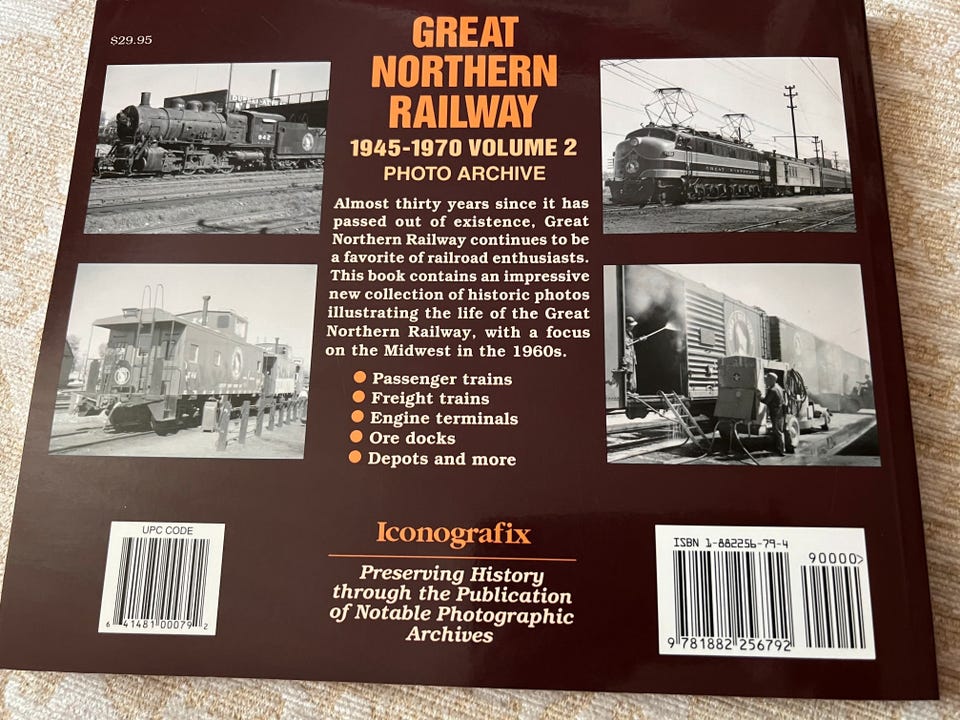 $29.95
GREAT
NORTHERN
RAILWAY
1945-1970 VOLUME 2
PHOTO ARCHIVE
842
GREAT NORTHERN
Almost thirty years since it has
passed out of existence, Great
Northern Railway continues to be
a favorite of railroad enthusiasts.
This book contains an impressive
new collection of historic photos
illustrating the life of the Great
Northern Railway, with a focus
on the Midwest in the 1960s.
Passenger trains
Freight trains
Engine terminals
Ore docks
Depots and more
UPC CODE
6 41481 00079 2
Iconografix
Preserving History
through the Publication
of Notable Photographic
Archives
ISBN 1-882256-79-4
90000>
9 781882 256792